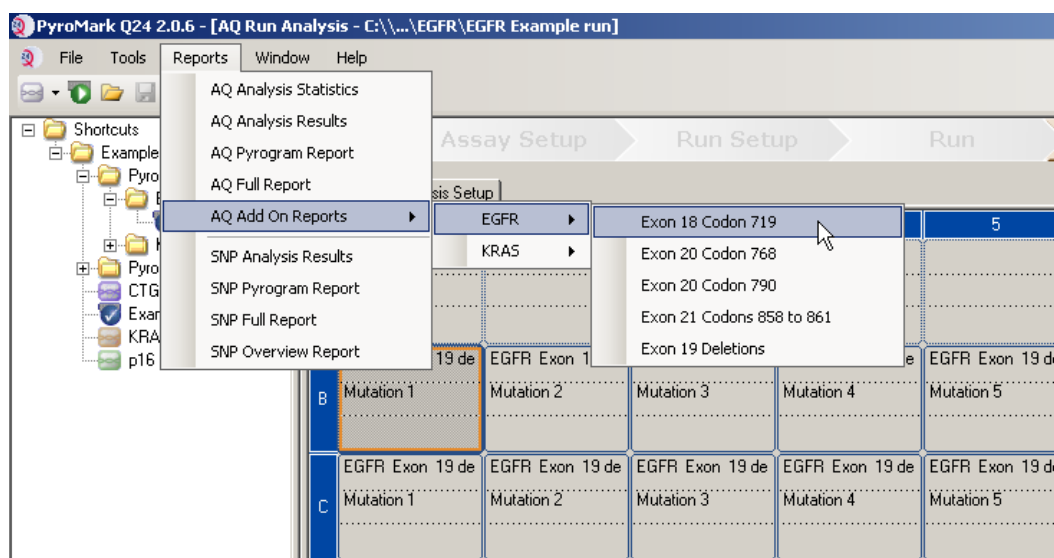 PyroMark Q24 2.0.6 - [AQ Run Analysis - C:\\...\EGFR\EGFR Example run]
File Tools Reports Window Help
AQ Analysis Statistics
AQ Analysis Results
AQ Pyrogram Report
AQ Full Report
AQ Add On Reports
SNP Analysis Results
SNP Pyrogram Report
SNP Full Report
SNP Overview Report
EGFR
KRAS
Exon 18 Codon 719
Exon 20 Codon 768
Exon 20 Codon 790
Exon 21 Codons 858 to 861
Exon 19 Deletions
Shortcuts
Example
Pyro
E
K
Pyro
CTG
Exar
KRA
p16
Assay Setup Run Setup Run
sis Setup
5
19 de EGFR Exon 1 e EGFR Exon 19 d
B Mutation 1 Mutation 2 Mutation 3 Mutation 4 Mutation 5
EGFR Exon 19 de EGFR Exon 19 de EGFR Exon 19 de EGFR Exon 19 de EGFR Exon 19 d
C Mutation 1 Mutation 2 Mutation 3 Mutation 4 Mutation 5